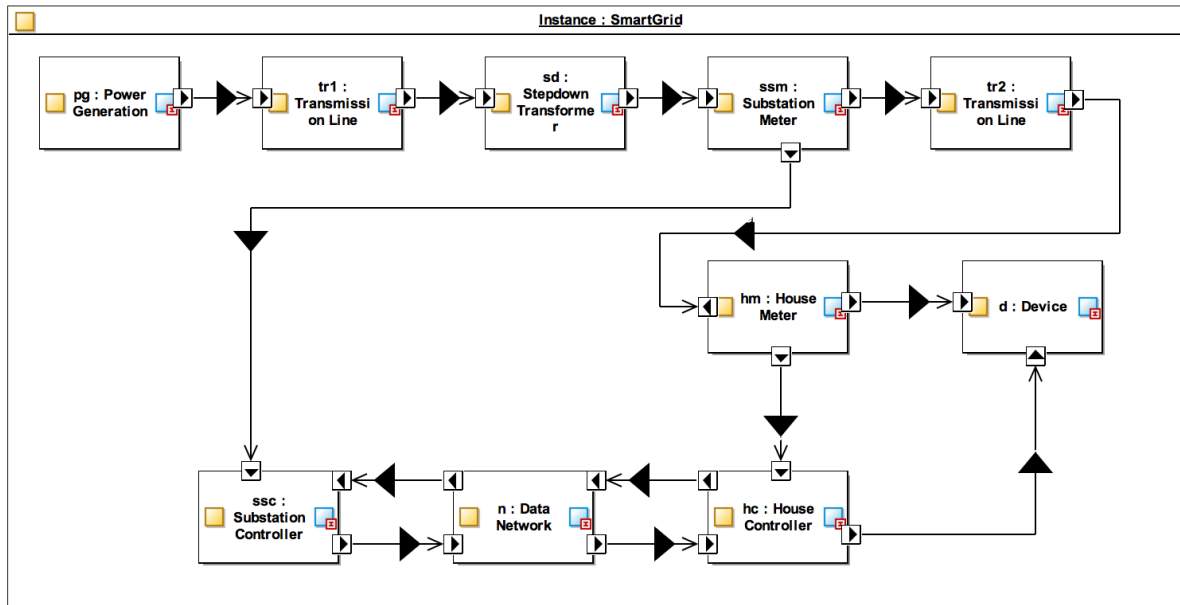 Instance : SmartGrid
pg : Power
Generation
tr1 :
Transmissi
on Line
sd :
Stepdown
Transforme
r
ssm :
Substation
Meter
tr2 :
Transmissi
on Line
hm : House
Meter
d : Device
ssc :
Substation
Controller
n : Data
Network
hc : House
Controller